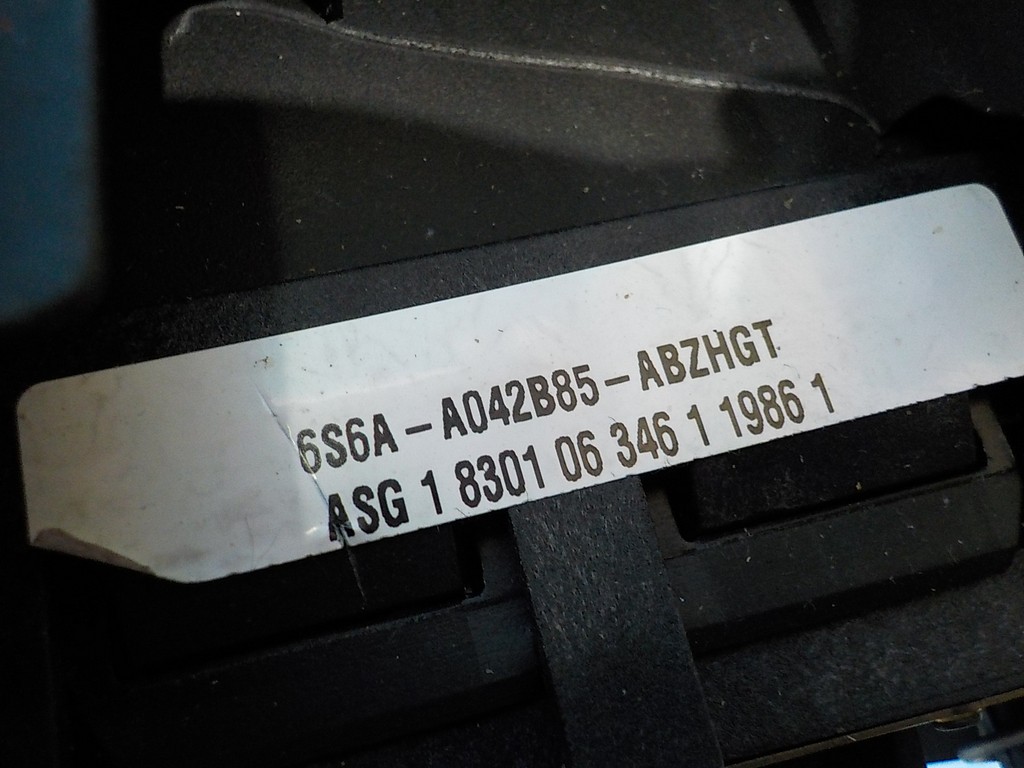 6S6A-A042B85-ABZHGT
ASG 1 8301 06 346 1 1986 1